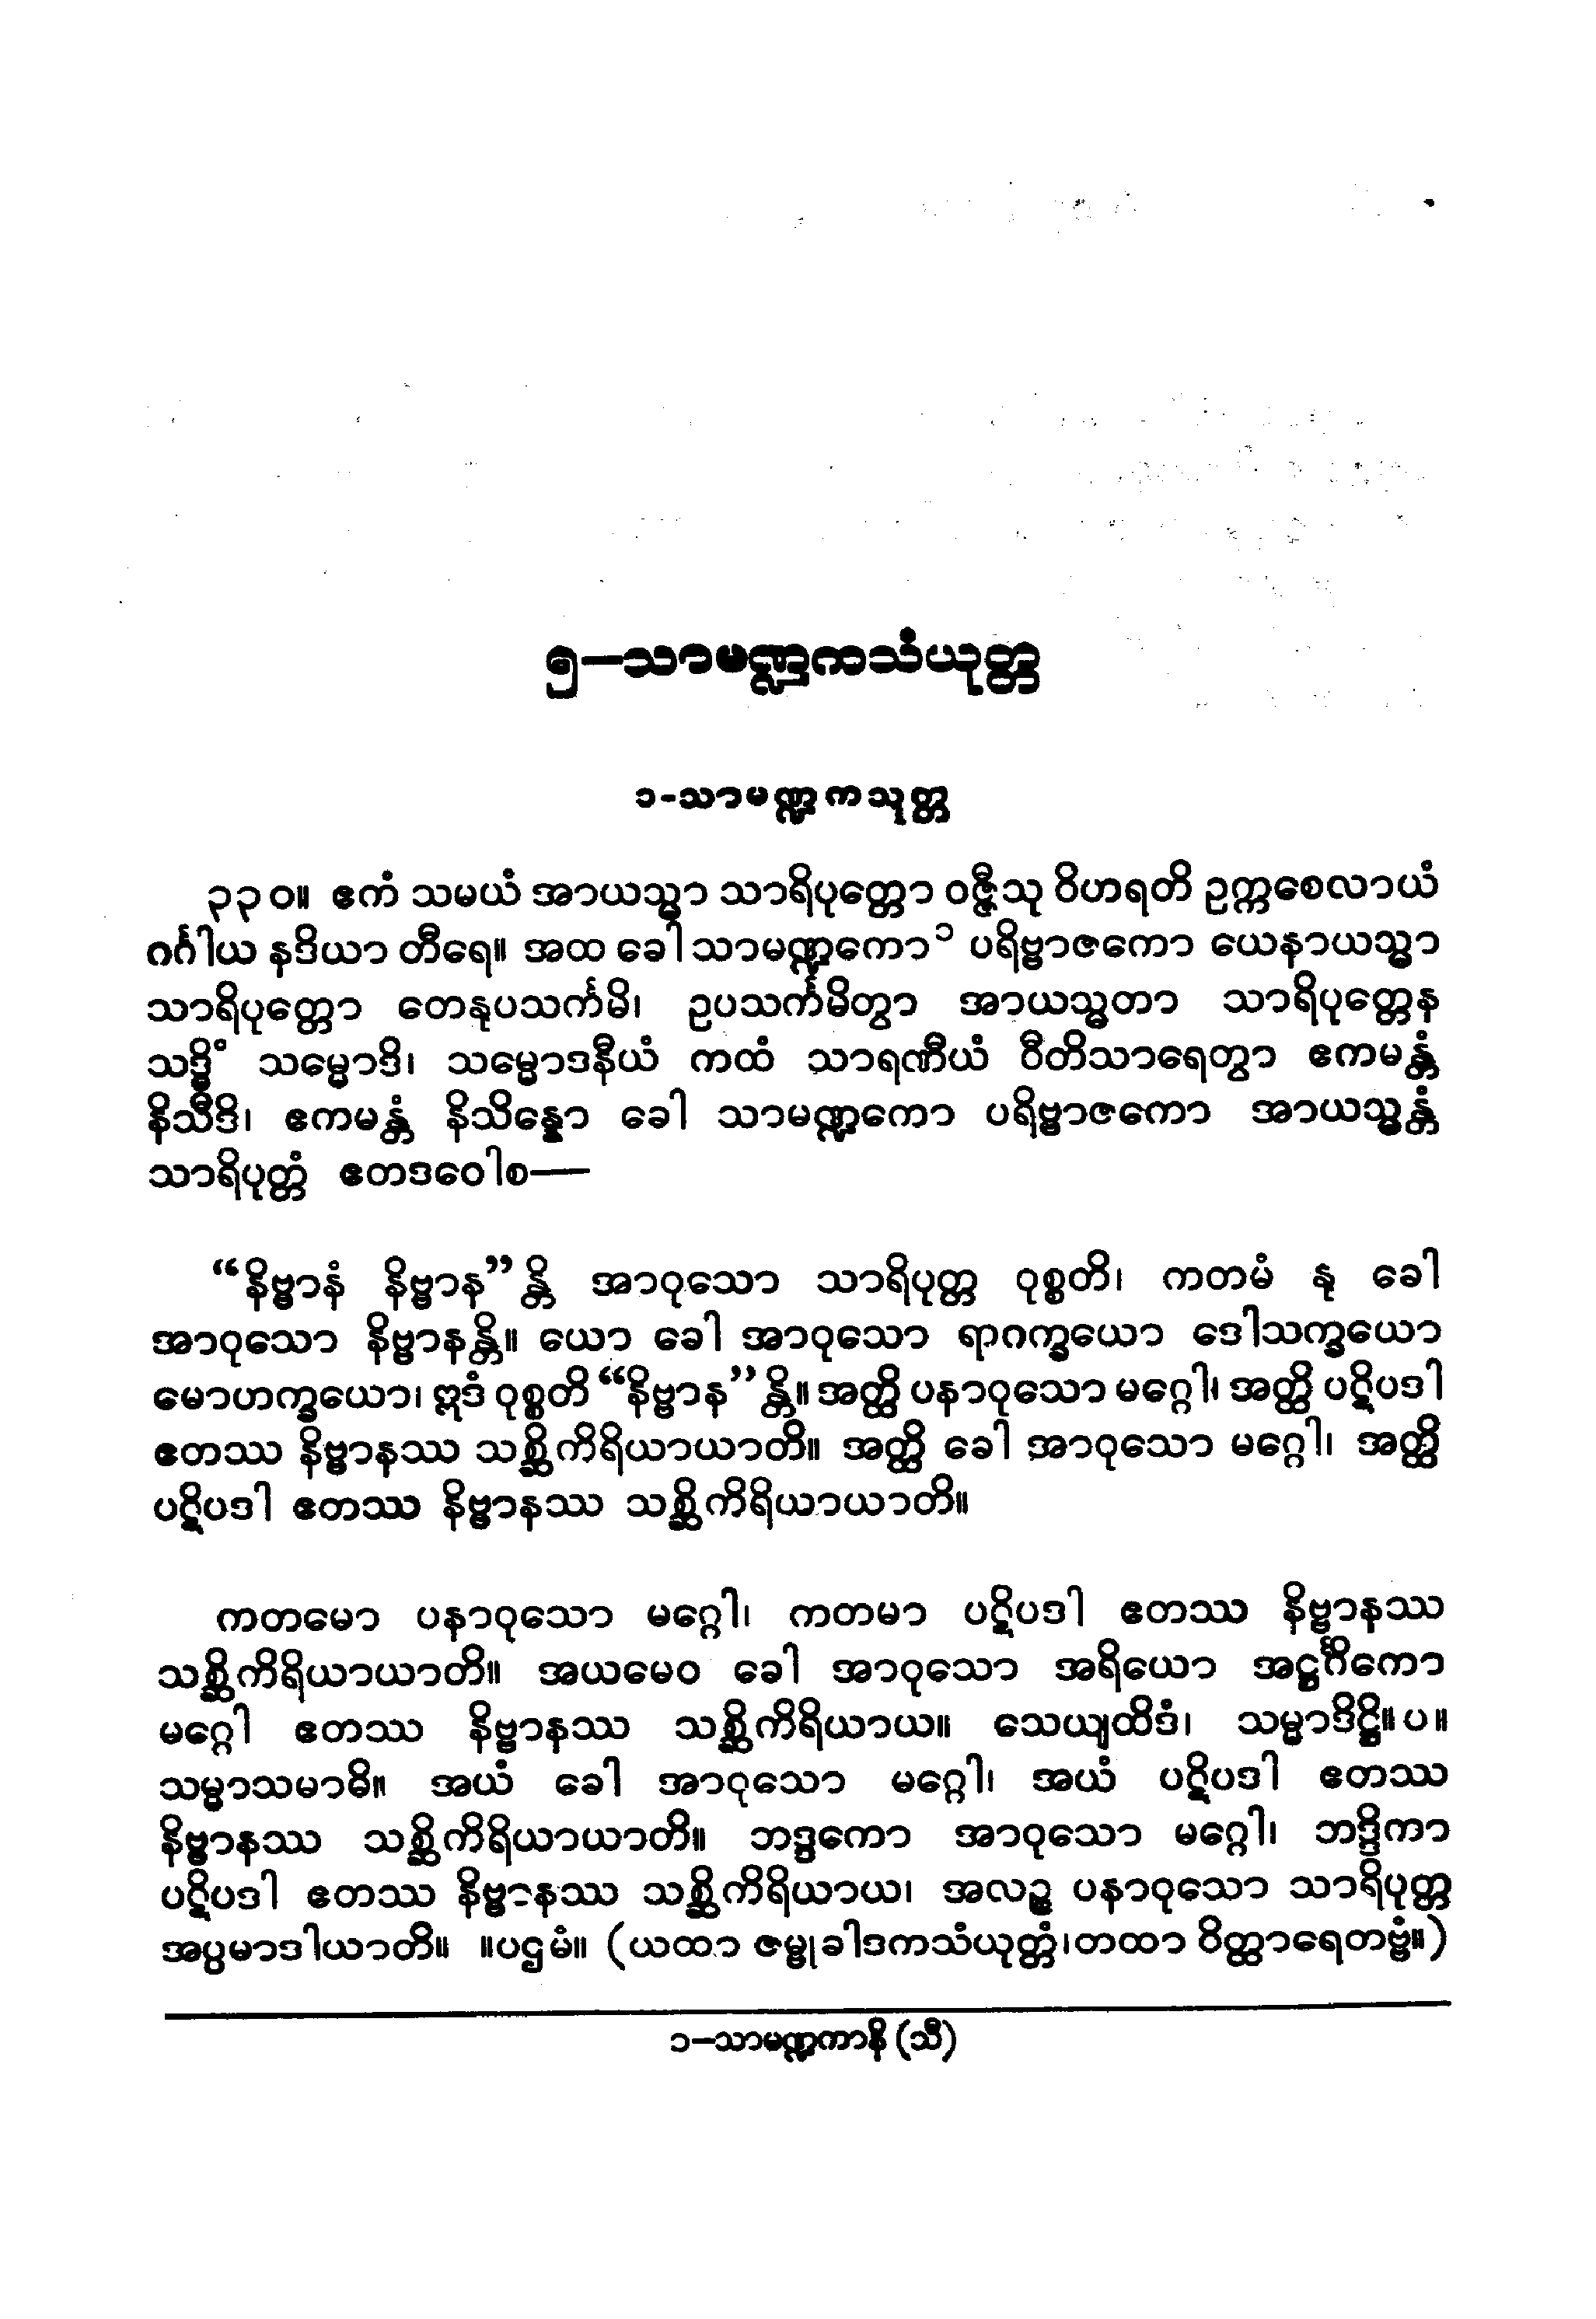 ၅–သာမဏ္ဍကသံယုတ္တ
၁-သာမဏ္ဍကသုတ္တ
၃၃၀။ ဧကံ သမယံ အာယသ္မာ သာရိပုတ္တော ဝဇ္ဇီသု ဝိဟရတိ ဥက္ကစေလာယံ
ဂင်္ဂါယ နဒိယာ တီရေ။ အထ ခေါ သာမဏ္ဍကော၁ ပရိဗ္ဗာဇကော ယေနာယသ္မာ
သာရိပုတ္တော တေနုပသင်္ကမိ၊ ဥပသင်္ကမိတွာ အာယသ္မတာ သာရိပုတ္တေန
သဒ္ဓိံ သမ္မောဒိ၊ သမ္မောဒနီယံ ကထံ သာရဏီယံ ဝီတိသာရေတွာ ဧကမန္တံ
နိသီဒိ၊ ဧကမန္တံ နိသိန္နော ခေါ သာမဏ္ဍကော ပရိဗ္ဗာဇကော အာယသ္မန္တံ
သာရိပုတ္တံ ဧတဒဝေါစ—
“နိဗ္ဗာနံ နိဗ္ဗာန”န္တိ အာဝုသော သာရိပုတ္တ ဝုစ္စတိ၊ ကတမံ နု ခေါ
အာဝုသော နိဗ္ဗာနန္တိ။ ယော ခေါ အာဝုသော ရာဂက္ခယော ဒေါသက္ခယော
မောဟက္ခယော၊ ဣဒံ ဝုစ္စတိ “နိဗ္ဗာန”န္တိ။ အတ္ထိ ပနာဝုသော မဂ္ဂေါ၊ အတ္ထိ ပဋိပဒါ
ဧတဿ နိဗ္ဗာနဿ သစ္ဆိကိရိယာယာတိ။ အတ္ထိ ခေါ အာဝုသော မဂ္ဂေါ၊ အတ္ထိ
ပဋိပဒါ ဧတဿ နိဗ္ဗာနဿ သစ္ဆိကိရိယာယာတိ။
ကတမော ပနာဝုသော မဂ္ဂေါ၊ ကတမာ ပဋိပဒါ ဧတဿ နိဗ္ဗာနဿ
သစ္ဆိကိရိယာယာတိ။ အယမေဝ ခေါ အာဝုသော အရိယော အဋ္ဌင်္ဂိကော
မဂ္ဂေါ ဧတဿ နိဗ္ဗာနဿ သစ္ဆိကိရိယာယ။ သေယျထိဒံ၊ သမ္မာဒိဋ္ဌိ။ပ။
သမ္မာသမာဓိ။ အယံ ခေါ အာဝုသော မဂ္ဂေါ၊ အယံ ပဋိပဒါ ဧတဿ
နိဗ္ဗာနဿ သစ္ဆိကိရိယာယာတိ။ ဘဒ္ဒကော အာဝုသော မဂ္ဂေါ၊ ဘဒ္ဒိကာ
ပဋိပဒါ ဧတဿ နိဗ္ဗာနဿ သစ္ဆိကိရိယာယ၊ အလဉ္စ ပနာဝုသော သာရိပုတ္တ
အပ္ပမာဒါယာတိ။ ။ပဌမံ။ (ယထာ ဇမ္ဗုခါဒကသံယုတ္တံ၊တထာ ဝိတ္ထာရေတဗ္ဗံ။)
၁–သာမဏ္ဍကာနိ (သီ)